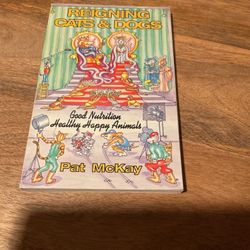 REIGNING
CATS & DOGS
Good Nutrition
Healthy Happy Animals
Pat McKay